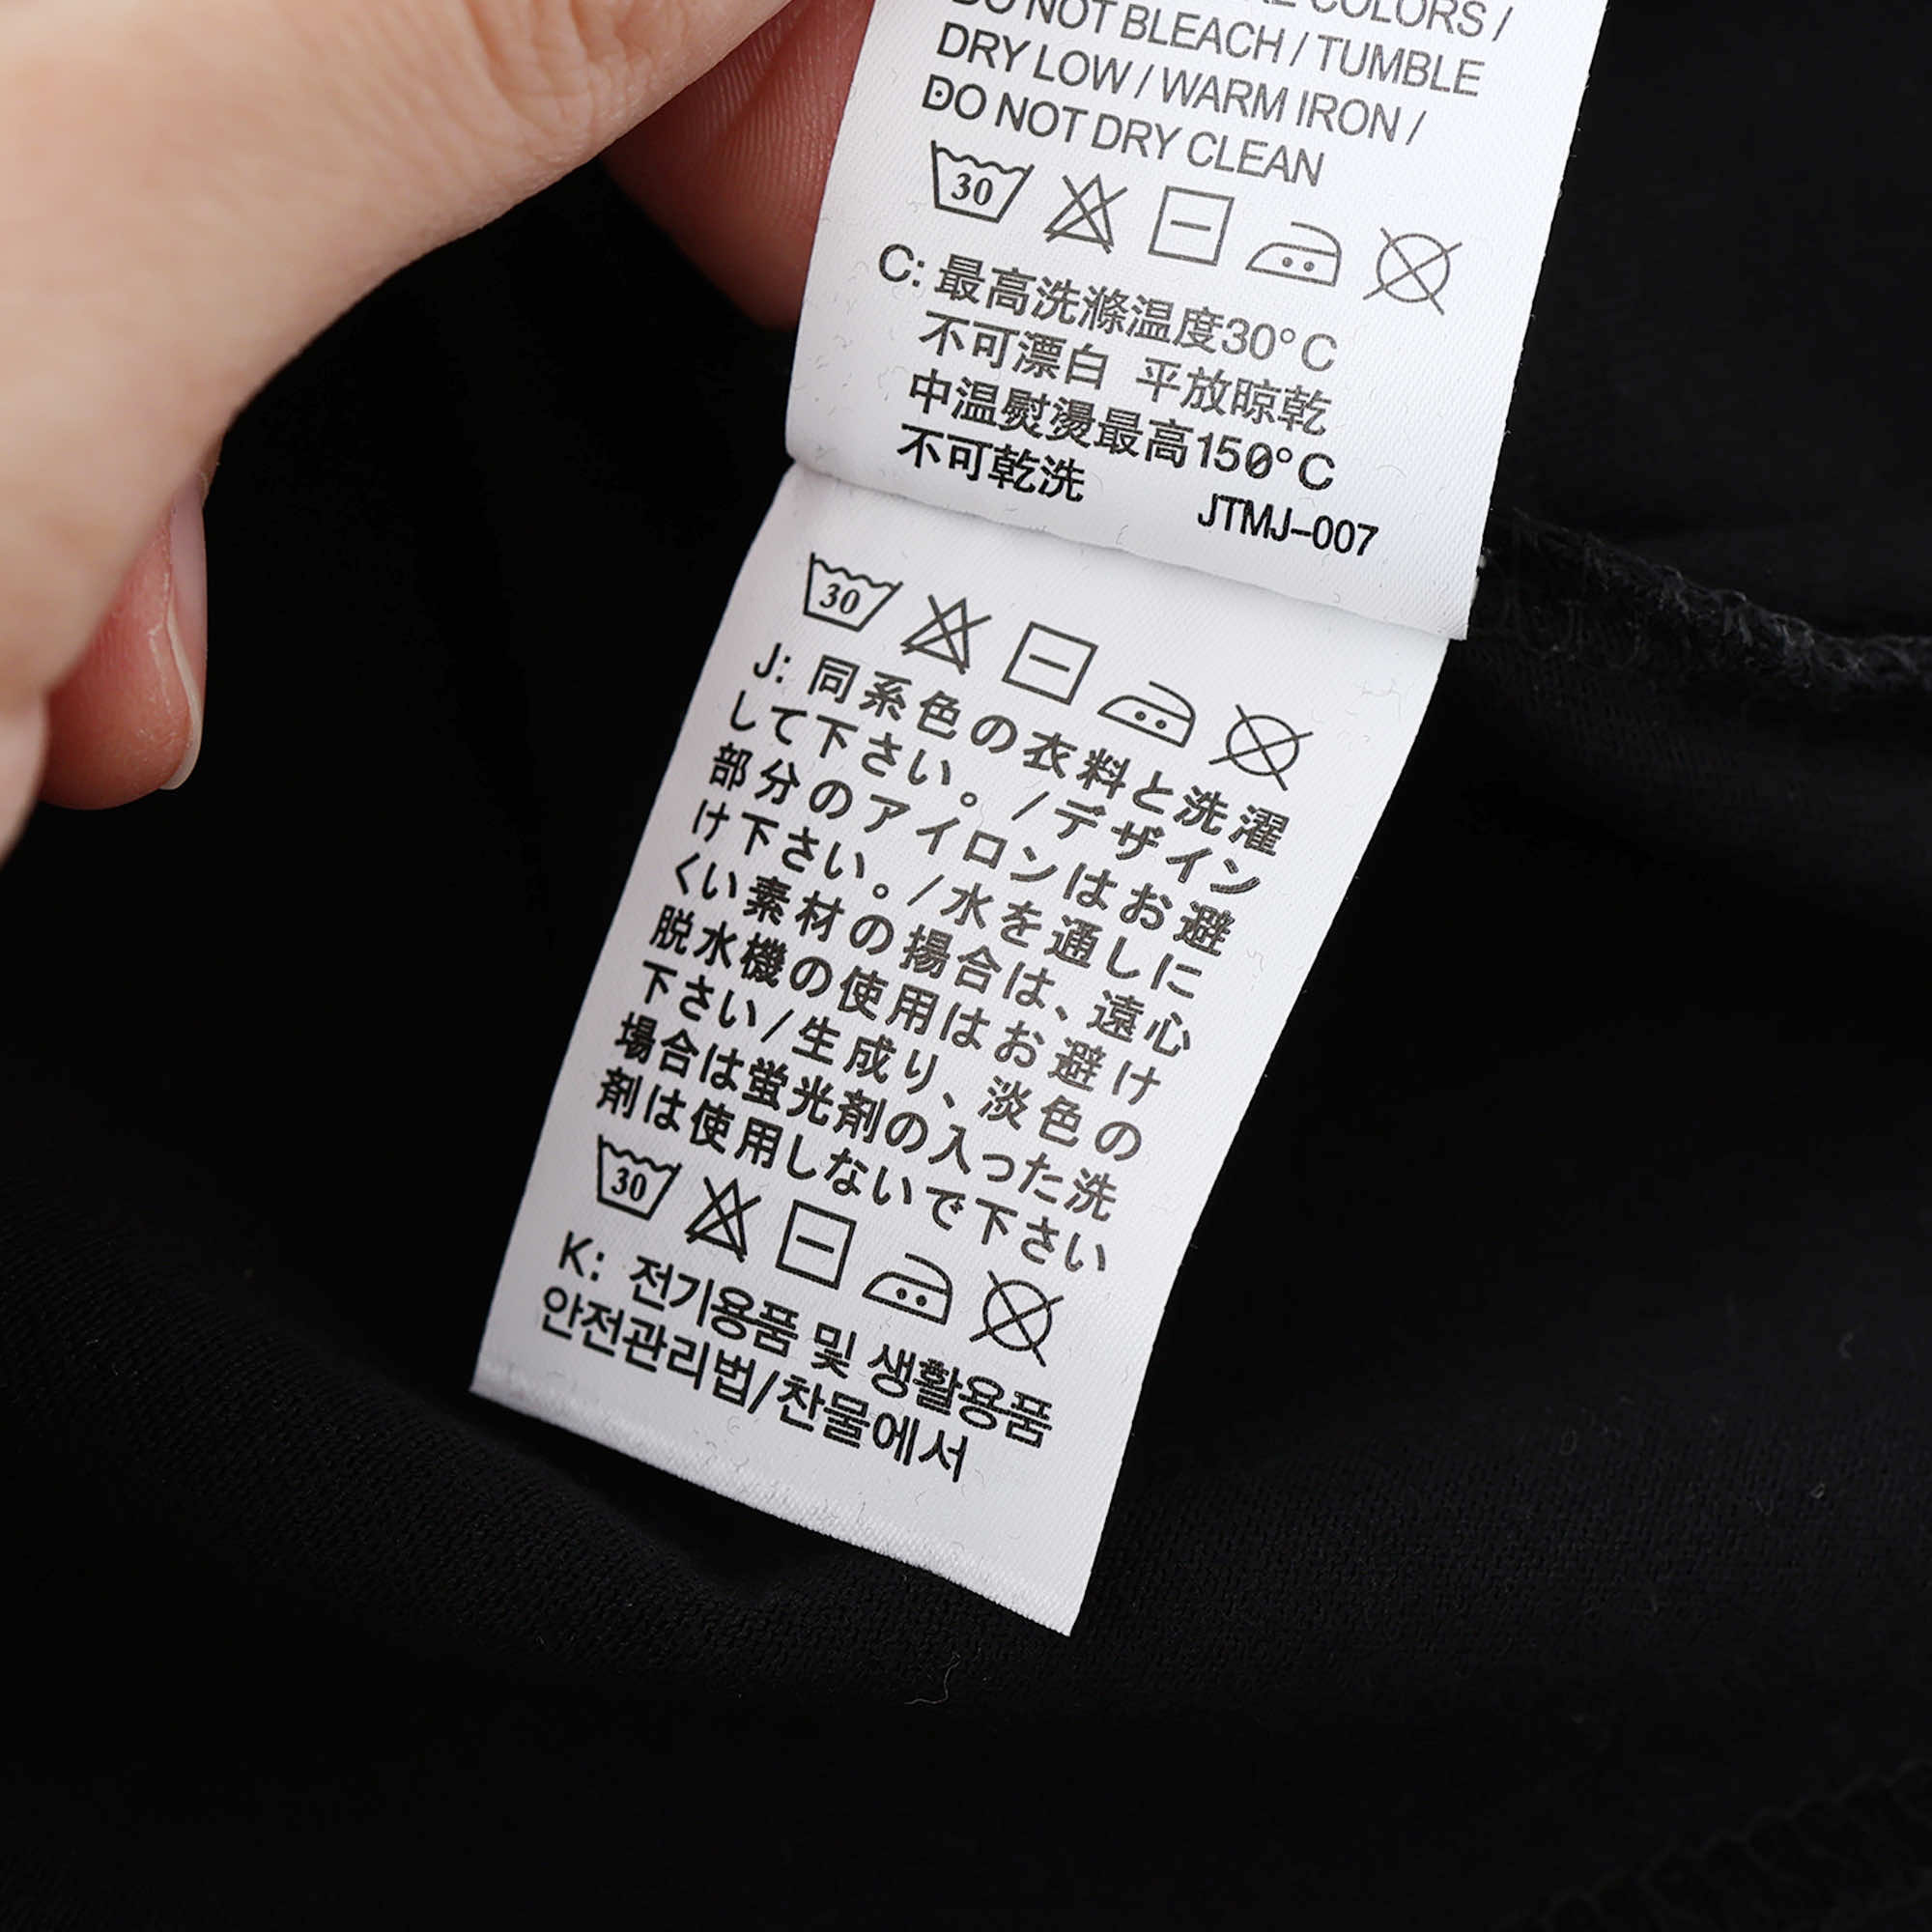 COLORS /
DO NOT BLEACH / TUMBLE
DRY LOW / WARM IRON /
DO NOT DRY CLEAN
30
C: 最高洗滌温度30°C
不可漂白 平放晾乾
中温熨燙最高150°C
不可乾洗 JTMJ-007
30
J: 同系色の衣料と洗濯
して下さい。/デザイン
部分のアイロンはお避
け下さい。/水を通しに
くい素材の揚合は、遠心
脱水機の使用はお避け
下さい/生成り、淡色の
場合は蛍光剤の入った洗
剤は使用しないで下さい
30
K: 전기용품 및 생활용품
안전관리법/찬물에서